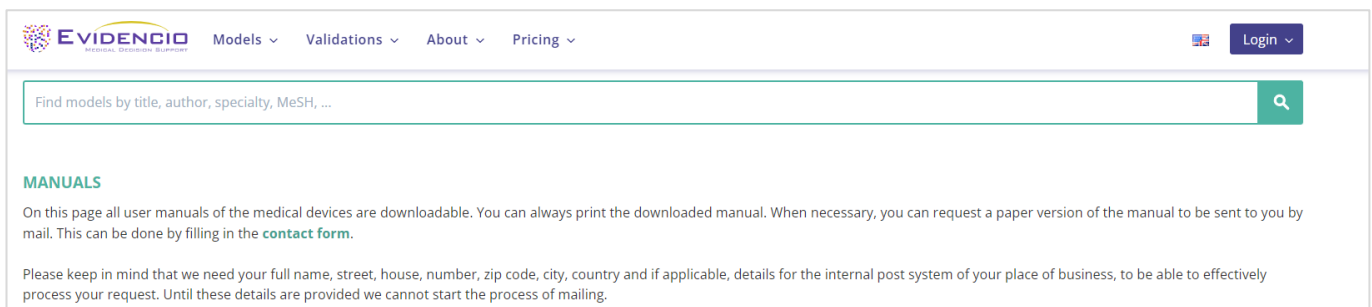 EVIDENCIO
MEDICAL DECISION SUPPORT
Models
Validations
About
Pricing
Login
Find models by title, author, specialty, MeSH, ...
MANUALS
On this page all user manuals of the medical devices are downloadable. You can always print the downloaded manual. When necessary, you can request a paper version of the manual to be sent to you by
mail. This can be done by filling in the contact form.
Please keep in mind that we need your full name, street, house, number, zip code, city, country and if applicable, details for the internal post system of your place of business, to be able to effectively
process your request. Until these details are provided we cannot start the process of mailing.